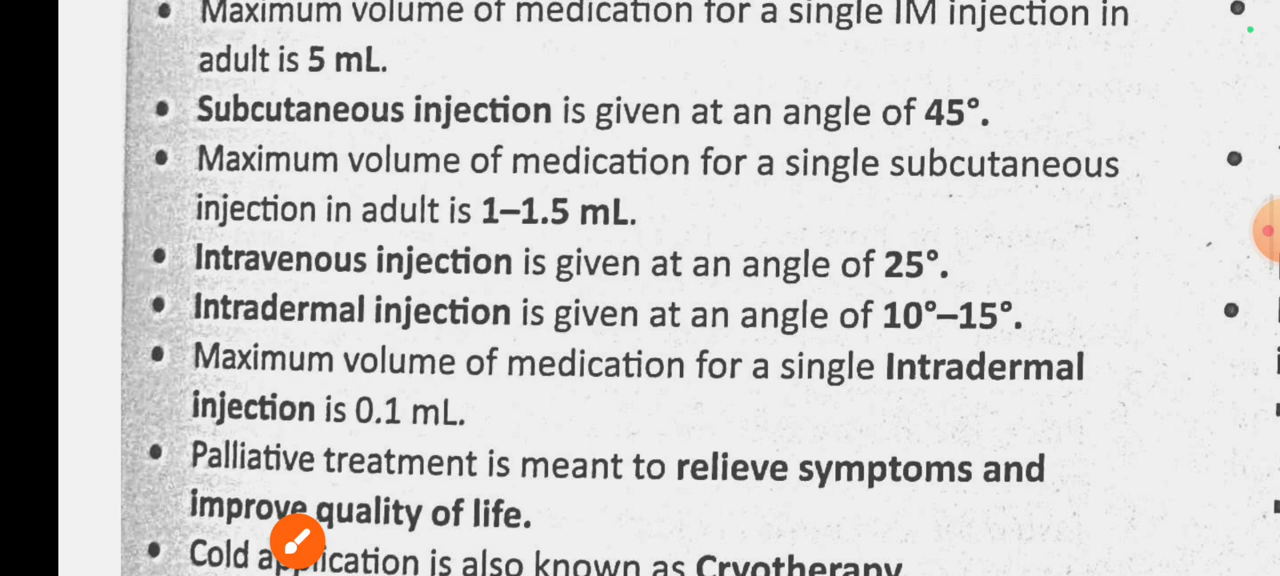 Maximum volume of medication for a single IM injection in
adult is 5 mL.
Subcutaneous injection is given at an angle of 45°.
Maximum volume of medication for a single subcutaneous
injection in adult is 1–1.5 mL.
Intravenous injection is given at an angle of 25°.
Intradermal injection is given at an angle of 10°–15°.
Maximum volume of medication for a single Intradermal
injection is 0.1 mL.
Palliative treatment is meant to relieve symptoms and
improve quality of life.
Cold application is also known as Cryotherapy